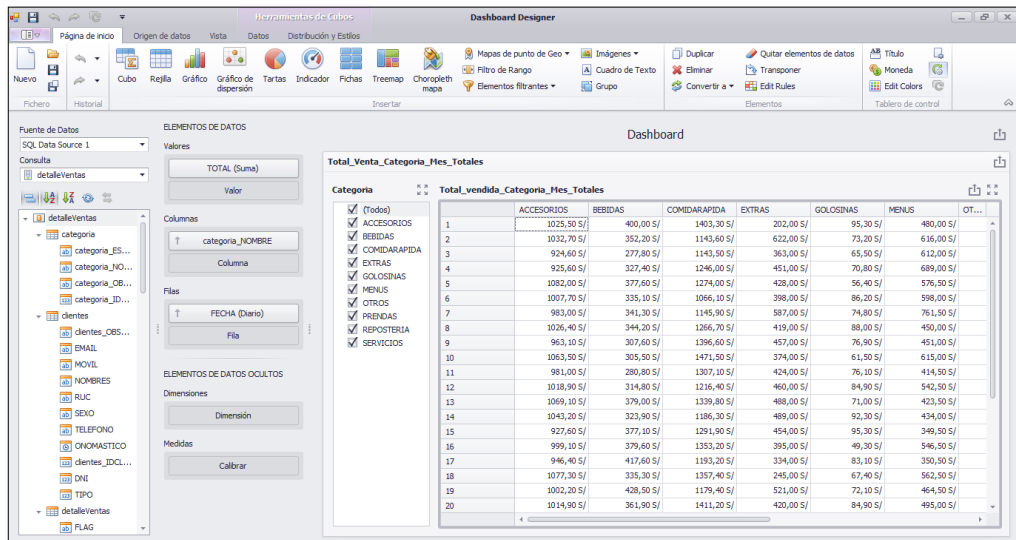 Herramientas de Cubos
Dashboard Designer
Página de inicio Origen de datos Vista Datos Distribución y Estilos
Nuevo
Fichero
Historial
Cubo Rejilla Gráfico Gráfico de dispersión Tartas Indicador Fichas Treemap Choropleth mapa
Mapas de punto de Geo
Filtro de Rango
Elementos filtrantes
Imágenes
Cuadro de Texto
Grupo
Insertar
Duplicar
Eliminar
Convertir a
Quitar elementos de datos
Transponer
Edit Rules
Elementos
Título
Moneda
Edit Colors
Tablero de control
Fuente de Datos
SQL Data Source 1
Consulta
detalleVentas
detalleVentas
categoria
categoria_ES...
categoria_NO...
categoria_OB...
categoria_ID...
clientes
clientes_OBS...
EMAIL
MOVIL
NOMBRES
RUC
SEXO
TELEFONO
ONOMASTICO
clientes_IDCL...
DNI
TIPO
detalleVentas
FLAG
ELEMENTOS DE DATOS
Valores
TOTAL (Suma)
Valor
Columnas
categoria_NOMBRE
Columna
Filas
FECHA (Diario)
Fila
ELEMENTOS DE DATOS OCULTOS
Dimensiones
Dimensión
Medidas
Calibrar
Dashboard
Total_Venta_Categoria_Mes_Totales
Categoria
(Todos)
ACCESORIOS
BEBIDAS
COMIDARAPIDA
EXTRAS
GOLOSINAS
MENUS
OTROS
PRENDAS
REPOSTERIA
SERVICIOS
Total_vendida_Categoria_Mes_Totales
ACCESORIOS BEBIDAS COMIDARAPIDA EXTRAS GOLOSINAS MENUS OT...
1 1025,50 S/ 400,00 S/ 1403,30 S/ 202,00 S/ 95,30 S/ 480,00 S/
2 1032,70 S/ 352,20 S/ 1143,60 S/ 622,00 S/ 73,20 S/ 616,00 S/
3 924,60 S/ 277,80 S/ 1143,50 S/ 363,00 S/ 65,50 S/ 612,00 S/
4 925,60 S/ 327,40 S/ 1246,00 S/ 451,00 S/ 70,80 S/ 689,00 S/
5 1082,00 S/ 377,60 S/ 1274,00 S/ 428,00 S/ 56,40 S/ 576,50 S/
6 1007,70 S/ 335,10 S/ 1066,10 S/ 398,00 S/ 86,20 S/ 598,00 S/
7 983,00 S/ 341,30 S/ 1145,90 S/ 587,00 S/ 74,80 S/ 761,50 S/
8 1026,40 S/ 344,20 S/ 1266,70 S/ 419,00 S/ 88,00 S/ 450,00 S/
9 963,10 S/ 307,60 S/ 1396,60 S/ 457,00 S/ 76,90 S/ 451,00 S/
10 1063,50 S/ 305,50 S/ 1471,50 S/ 374,00 S/ 61,50 S/ 615,00 S/
11 981,00 S/ 280,80 S/ 1307,10 S/ 424,00 S/ 76,10 S/ 414,50 S/
12 1018,90 S/ 314,80 S/ 1216,40 S/ 460,00 S/ 84,90 S/ 542,50 S/
13 1069,10 S/ 379,00 S/ 1339,80 S/ 488,00 S/ 71,00 S/ 423,50 S/
14 1043,20 S/ 323,90 S/ 1186,30 S/ 489,00 S/ 92,30 S/ 434,00 S/
15 927,60 S/ 377,10 S/ 1291,90 S/ 454,00 S/ 95,30 S/ 349,50 S/
16 999,10 S/ 379,60 S/ 1353,20 S/ 395,00 S/ 49,30 S/ 546,50 S/
17 946,40 S/ 417,60 S/ 1193,20 S/ 334,00 S/ 83,10 S/ 350,50 S/
18 1077,30 S/ 335,30 S/ 1357,40 S/ 245,00 S/ 67,40 S/ 562,50 S/
19 1002,20 S/ 428,50 S/ 1179,40 S/ 521,00 S/ 72,10 S/ 464,50 S/
20 1014,90 S/ 361,90 S/ 1411,20 S/ 420,00 S/ 84,90 S/ 495,00 S/